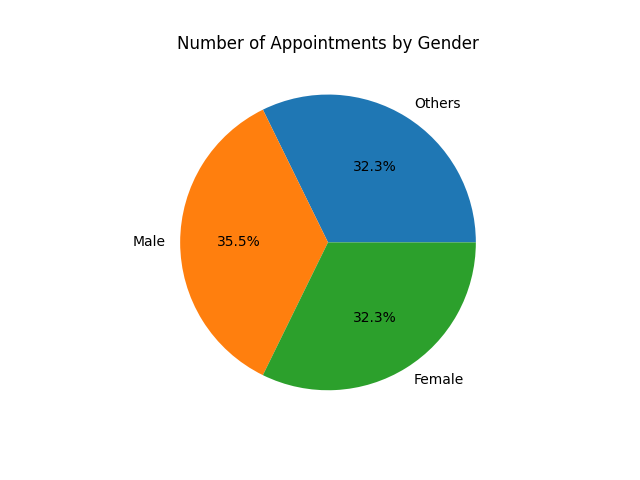 Number of Appointments by Gender
Others
32.3%
Male
35.5%
32.3%
Female